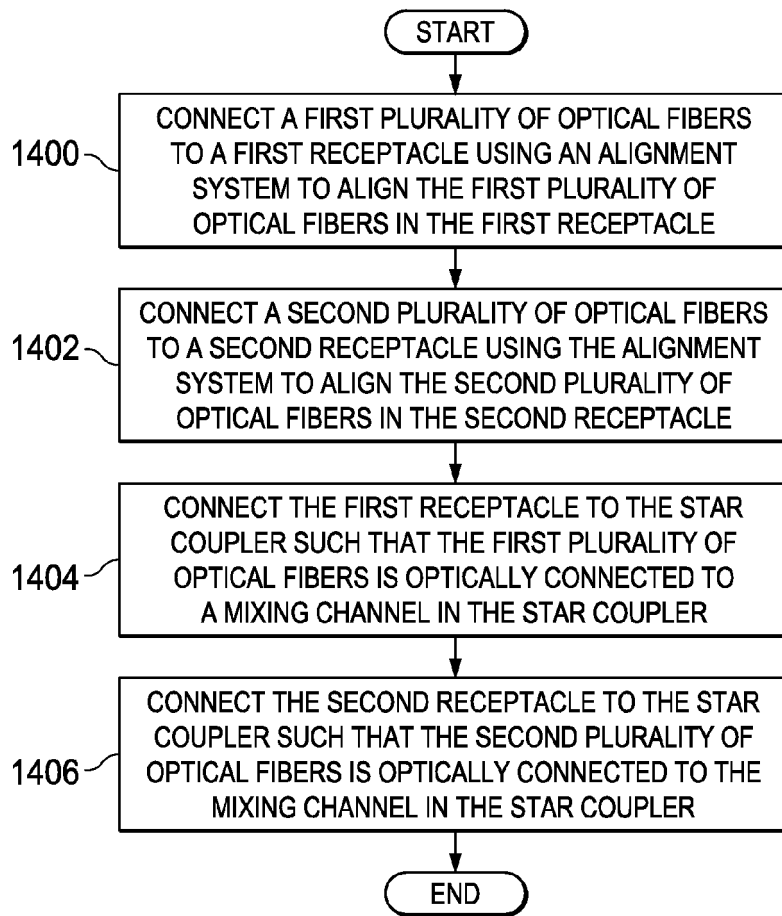 START
1400
CONNECT A FIRST PLURALITY OF OPTICAL FIBERS
TO A FIRST RECEPTACLE USING AN ALIGNMENT
SYSTEM TO ALIGN THE FIRST PLURALITY OF
OPTICAL FIBERS IN THE FIRST RECEPTACLE
1402
CONNECT A SECOND PLURALITY OF OPTICAL FIBERS
TO A SECOND RECEPTACLE USING THE ALIGNMENT
SYSTEM TO ALIGN THE SECOND PLURALITY OF
OPTICAL FIBERS IN THE SECOND RECEPTACLE
1404
CONNECT THE FIRST RECEPTACLE TO THE STAR
COUPLER SUCH THAT THE FIRST PLURALITY OF
OPTICAL FIBERS IS OPTICALLY CONNECTED TO
A MIXING CHANNEL IN THE STAR COUPLER
1406
CONNECT THE SECOND RECEPTACLE TO THE STAR
COUPLER SUCH THAT THE SECOND PLURALITY OF
OPTICAL FIBERS IS OPTICALLY CONNECTED TO THE
MIXING CHANNEL IN THE STAR COUPLER
END